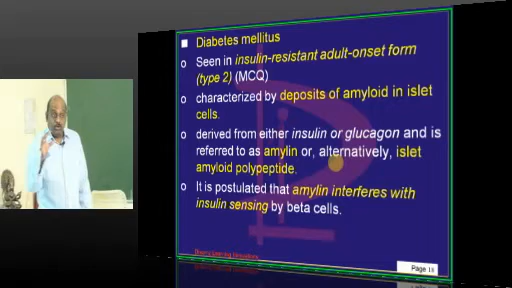 Diabetes mellitus
Seen in insulin-resistant adult-onset form
(type 2) (MCQ)
characterized by deposits of amyloid in islet
cells.
derived from either insulin or glucagon and is
referred to as amylin or, alternatively, islet
amyloid polypeptide.
It is postulated that amylin interferes with
insulin sensing by beta cells.
Page 18